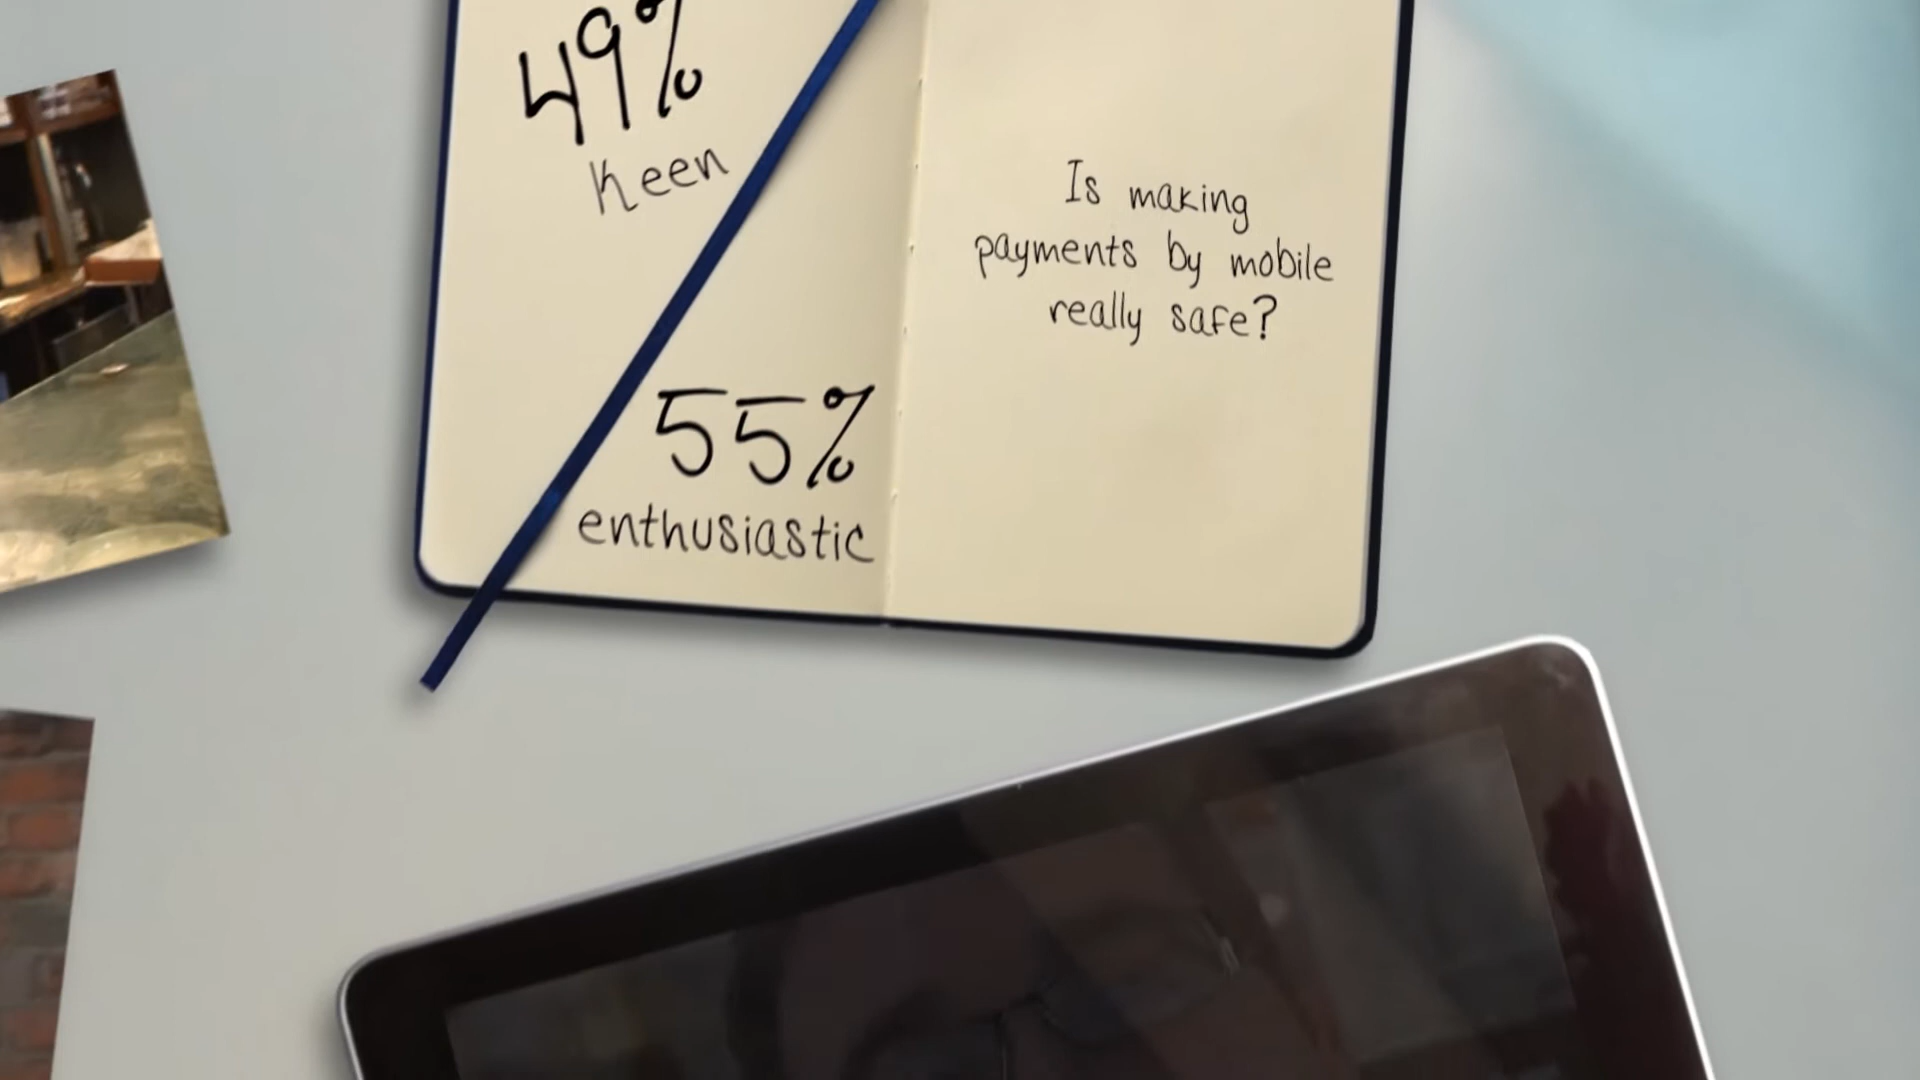 49%
Keen
55%
enthusiastic
Is making
payments by mobile
really safe?